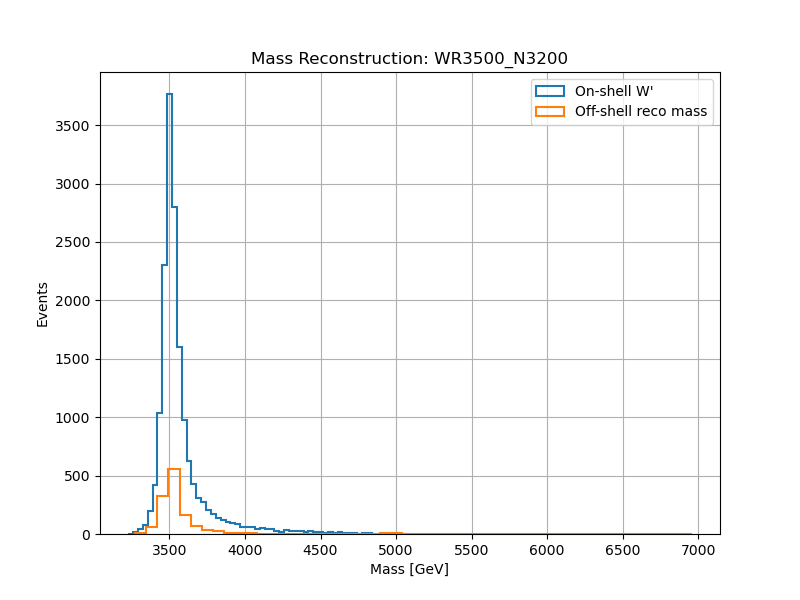 Mass Reconstruction: WR3500_N3200
On-shell W'
Off-shell reco mass
Events
3500
3000
2500
2000
1500
1000
500
0
3500 4000 4500 5000 5500 6000 6500 7000
Mass [GeV]